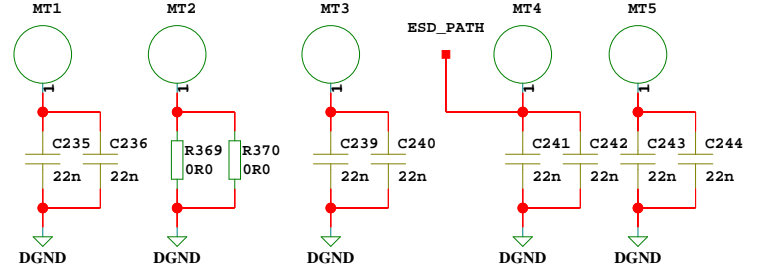 MT1 MT2 MT3 MT4 MT5
ESD_PATH
1 1 1 1 1
C235 C236 R369 R370 C239 C240 C241 C242 C243 C244
22n 22n 0R0 0R0 22n 22n 22n 22n 22n 22n
DGND DGND DGND DGND DGND